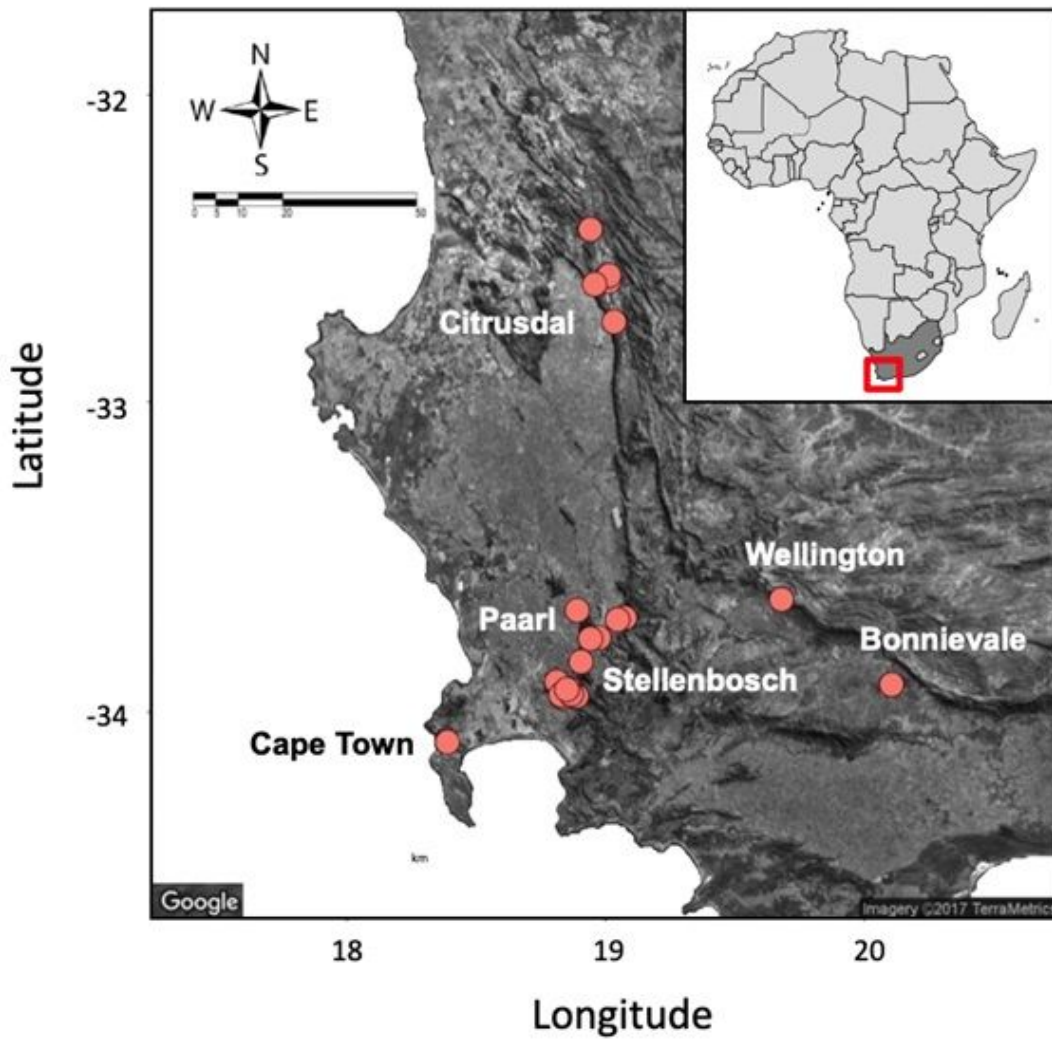 N
W E
S
0 5 10 20 50
-32
-33
-34
Latitude
Citrusdal
Wellington
Paarl
Bonnievale
Stellenbosch
Cape Town
km
Google
Imagery ©2017 TerraMetrics
18 19 20
Longitude